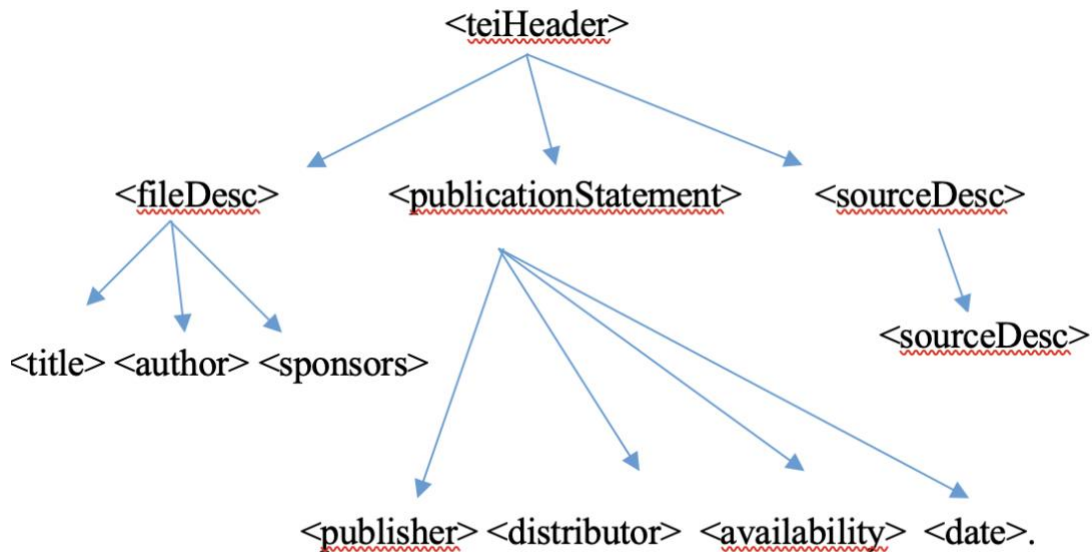 <teiHeader>
<fileDesc> <publicationStatement> <sourceDesc>
<sourceDesc>
<title> <author> <sponsors>
<publisher> <distributor> <availability> <date>.